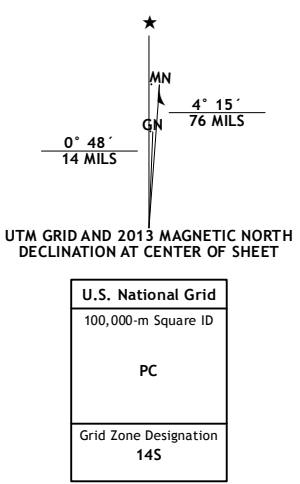 MN
4° 15´
76 MILS
GN
0° 48´
14 MILS
UTM GRID AND 2013 MAGNETIC NORTH
DECLINATION AT CENTER OF SHEET
U.S. National Grid
100,000-m Square ID
PC
Grid Zone Designation
14S